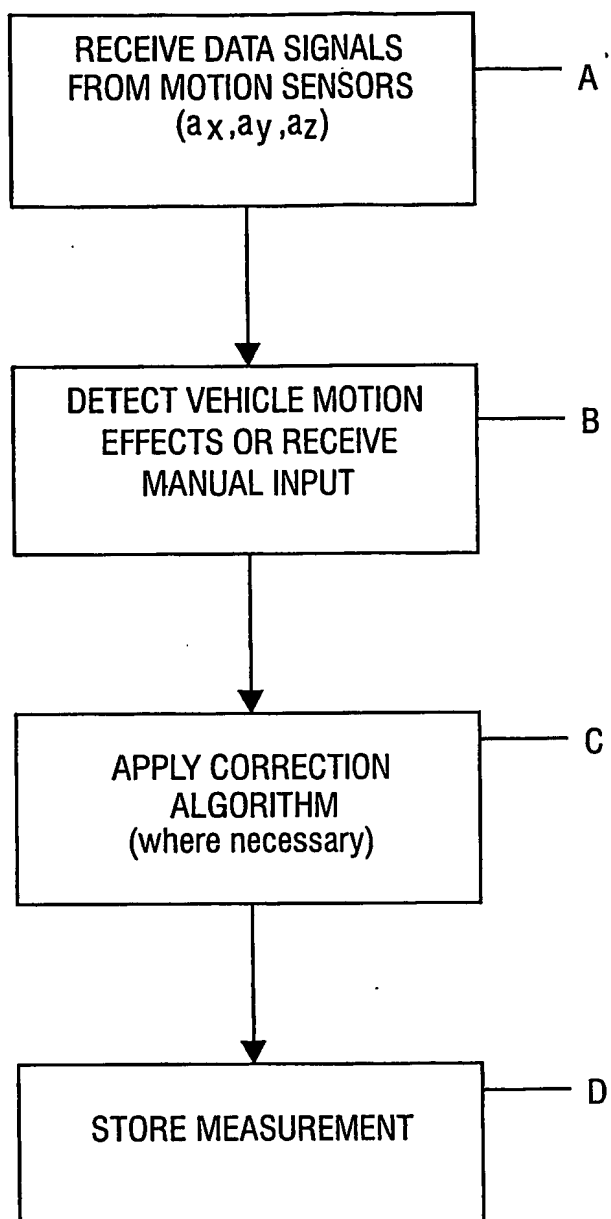 RECEIVE DATA SIGNALS
FROM MOTION SENSORS
(ax,ay,az)
A
DETECT VEHICLE MOTION
EFFECTS OR RECEIVE
MANUAL INPUT
B
APPLY CORRECTION
ALGORITHM
(where necessary)
C
STORE MEASUREMENT
D